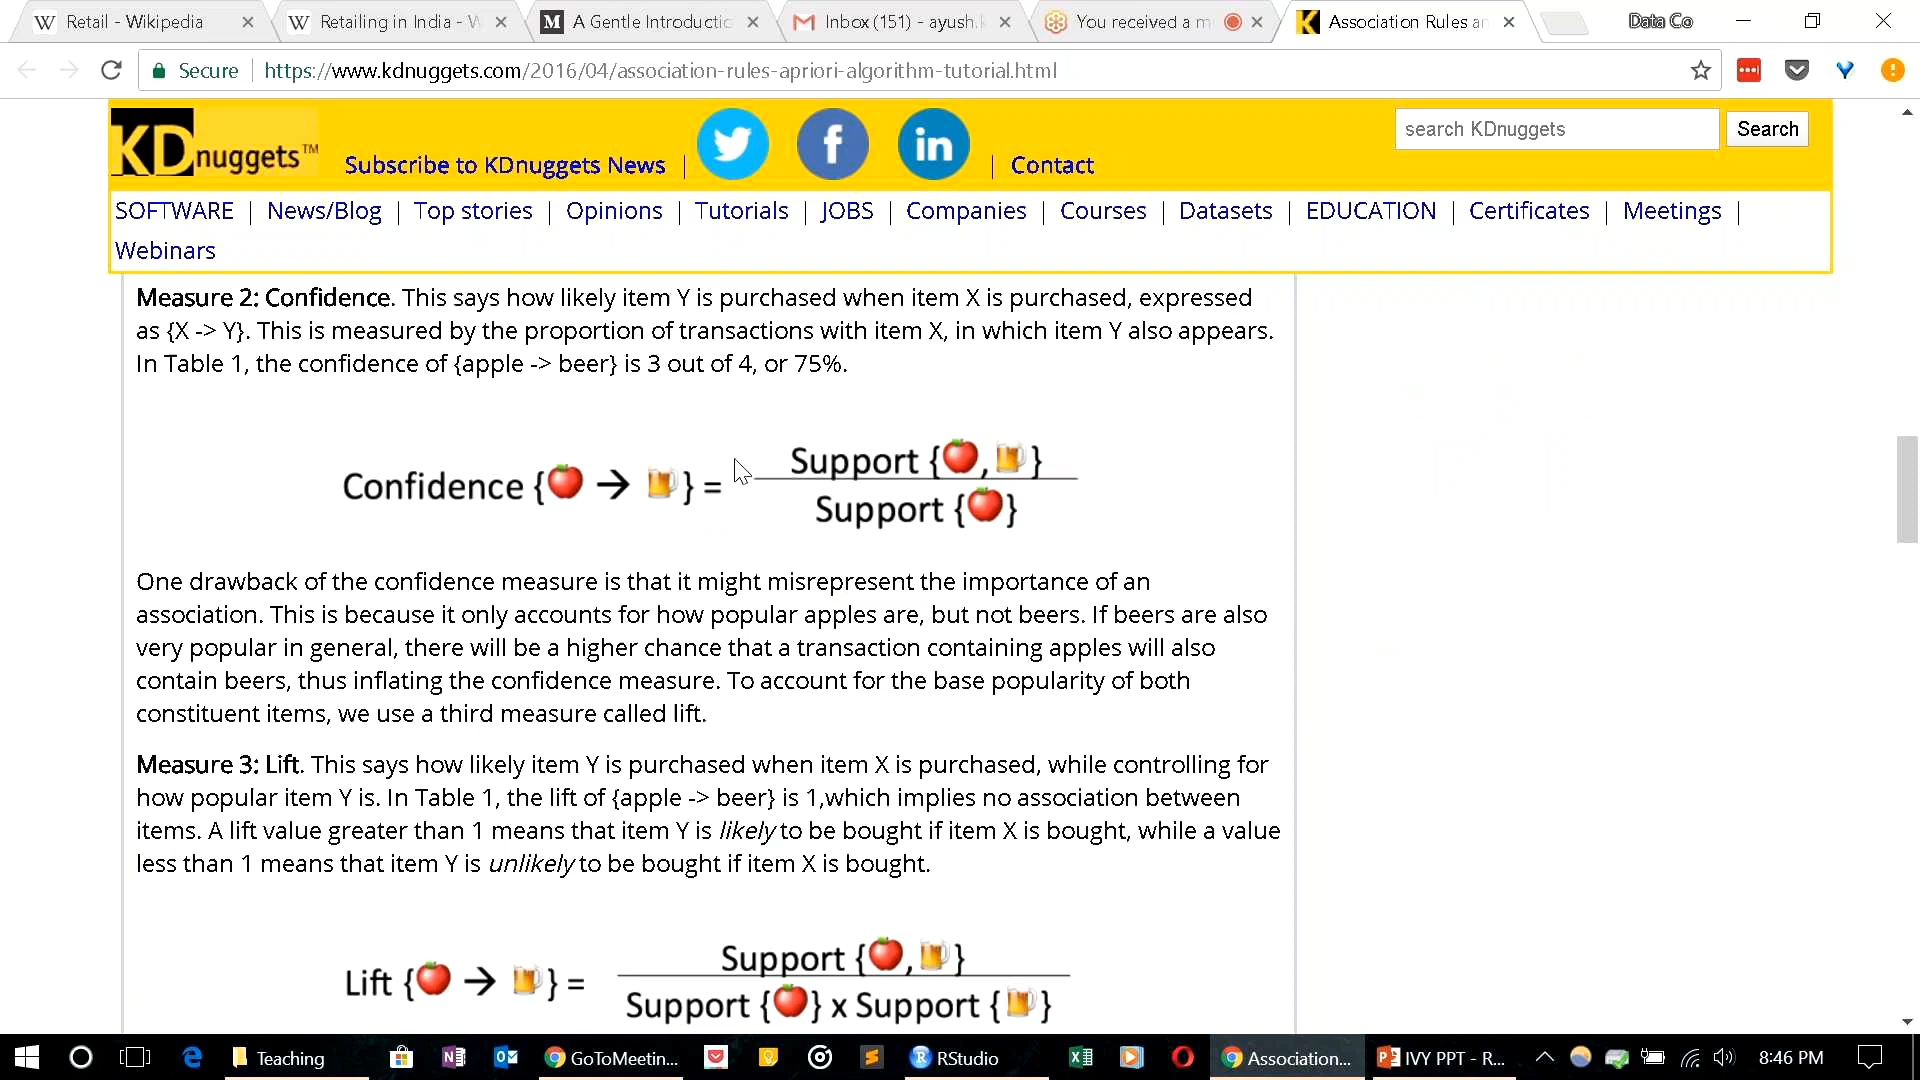 Retail - Wikipedia
Retailing in India - W
A Gentle Introductio
Inbox (151) - ayush.k
You received a m
Association Rules an
Data Co
Secure
https://www.kdnuggets.com/2016/04/association-rules-apriori-algorithm-tutorial.html
KDnuggets™
Subscribe to KDnuggets News | | Contact
search KDnuggets
Search
SOFTWARE | News/Blog | Top stories | Opinions | Tutorials | JOBS | Companies | Courses | Datasets | EDUCATION | Certificates | Meetings |
Webinars
Measure 2: Confidence. This says how likely item Y is purchased when item X is purchased, expressed
as {X -> Y}. This is measured by the proportion of transactions with item X, in which item Y also appears.
In Table 1, the confidence of {apple -> beer} is 3 out of 4, or 75%.
Support { , }
Confidence { → } =
Support { }
One drawback of the confidence measure is that it might misrepresent the importance of an
association. This is because it only accounts for how popular apples are, but not beers. If beers are also
very popular in general, there will be a higher chance that a transaction containing apples will also
contain beers, thus inflating the confidence measure. To account for the base popularity of both
constituent items, we use a third measure called lift.
Measure 3: Lift. This says how likely item Y is purchased when item X is purchased, while controlling for
how popular item Y is. In Table 1, the lift of {apple -> beer} is 1,which implies no association between
items. A lift value greater than 1 means that item Y is likely to be bought if item X is bought, while a value
less than 1 means that item Y is unlikely to be bought if item X is bought.
Support { , }
Lift { → } =
Support { } x Support { }
Teaching
GoToMeetin...
RStudio
Association...
IVY PPT - R...
8:46 PM